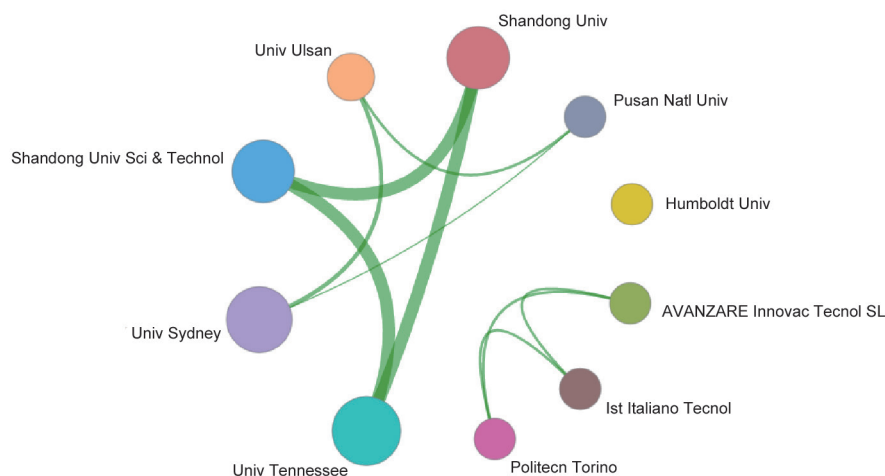 Shandong Univ
Univ Ulsan
Pusan Natl Univ
Shandong Univ Sci & Technol
Humboldt Univ
AVANZARE Innovac Tecnol SL
Univ Sydney
Ist Italiano Tecnol
Univ Tennessee
Politecn Torino